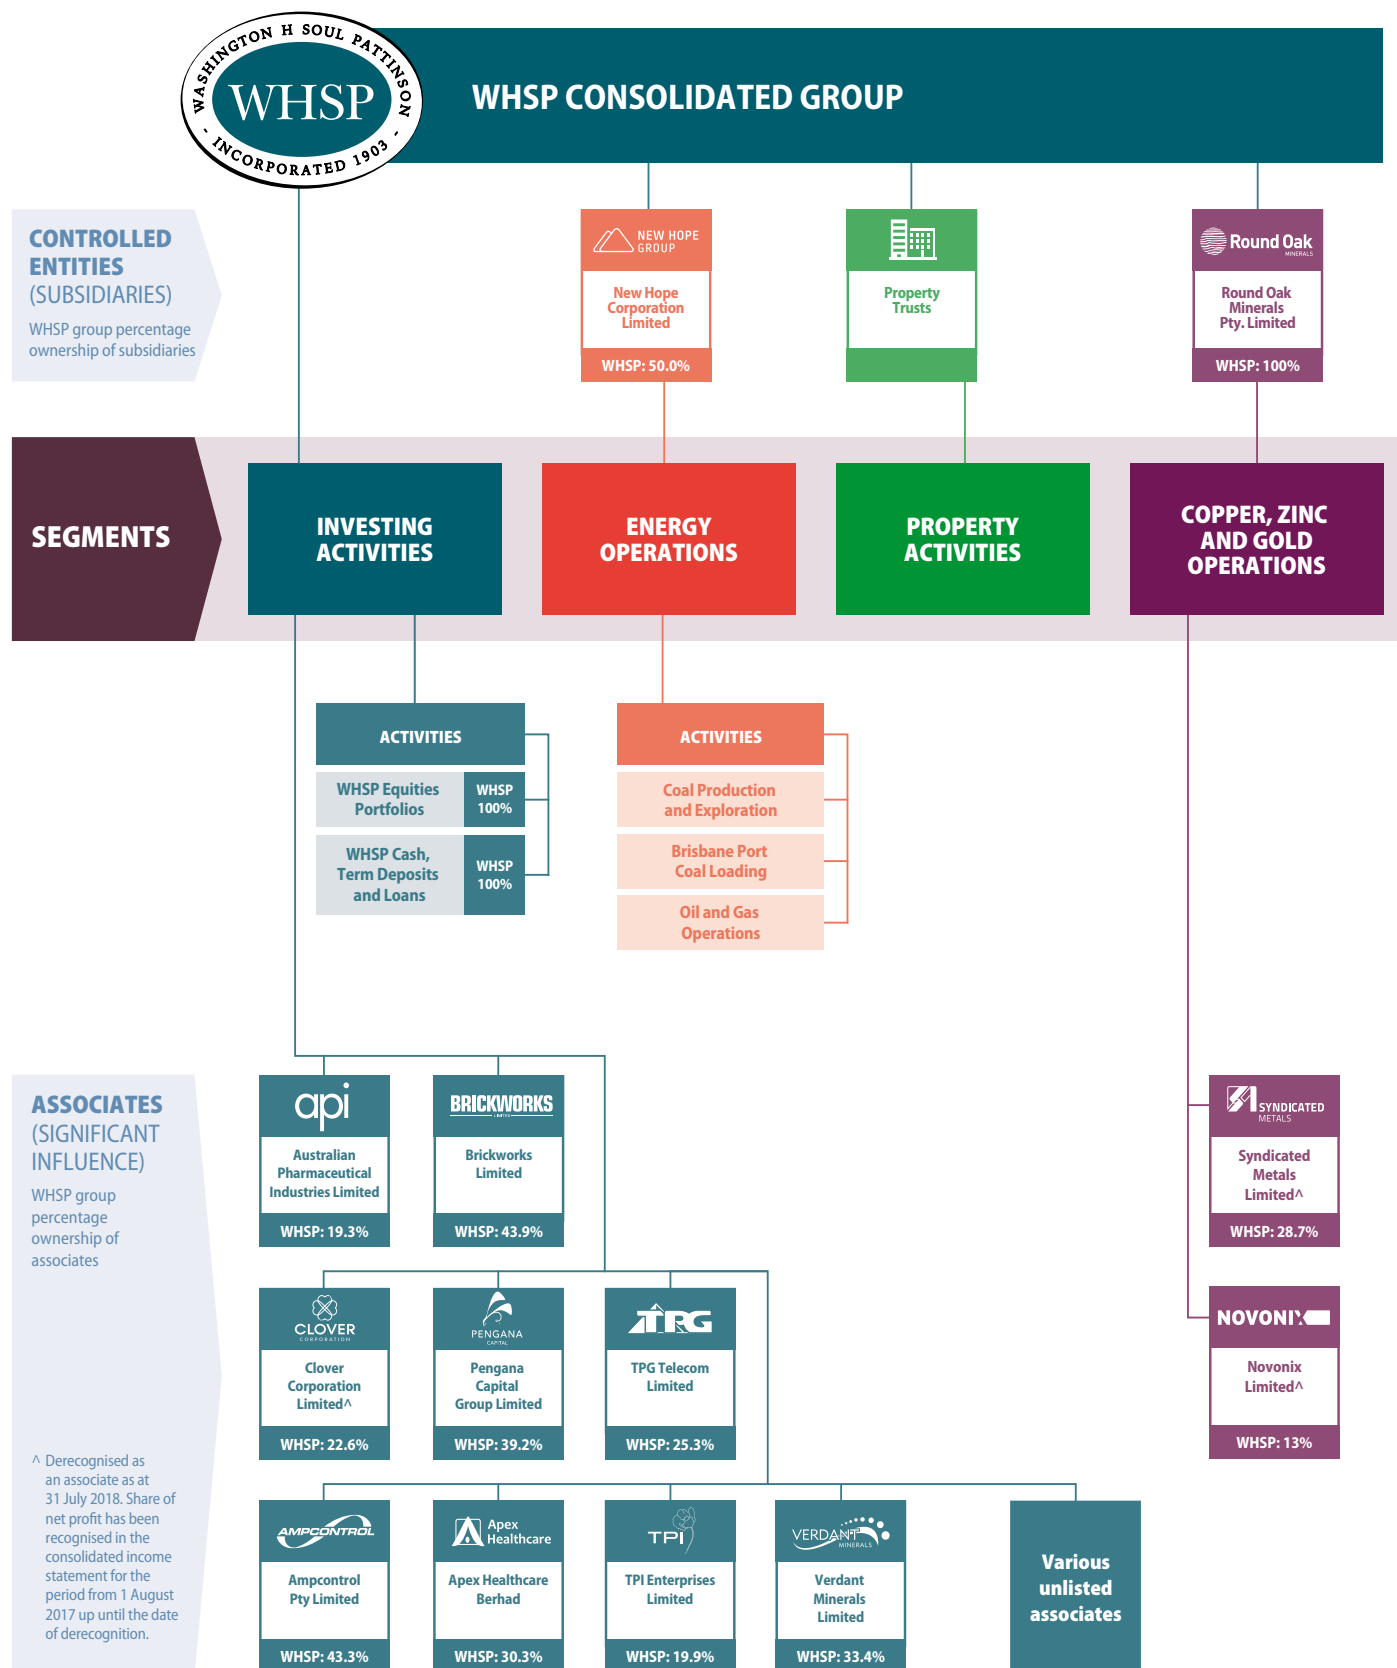 WASHINGTON H SOUL PATTINSON
WHSP
- INCORPORATED 1903 -
WHSP CONSOLIDATED GROUP
CONTROLLED
ENTITIES
(SUBSIDIARIES)
WHSP group percentage
ownership of subsidiaries
NEW HOPE
GROUP
New Hope
Corporation
Limited
WHSP: 50.0%
Property
Trusts
Round Oak
MINERALS
Round Oak
Minerals
Pty. Limited
WHSP: 100%
SEGMENTS
INVESTING
ACTIVITIES
ENERGY
OPERATIONS
PROPERTY
ACTIVITIES
COPPER, ZINC
AND GOLD
OPERATIONS
ACTIVITIES
WHSP Equities
Portfolios
WHSP
100%
WHSP Cash,
Term Deposits
and Loans
WHSP
100%
ACTIVITIES
Coal Production
and Exploration
Brisbane Port
Coal Loading
Oil and Gas
Operations
ASSOCIATES
(SIGNIFICANT
INFLUENCE)
WHSP group
percentage
ownership of
associates
^ Derecognised as
an associate as at
31 July 2018. Share of
net profit has been
recognised in the
consolidated income
statement for the
period from 1 August
2017 up until the date
of derecognition.
api
Australian
Pharmaceutical
Industries Limited
WHSP: 19.3%
BRICKWORKS
LIMITED
Brickworks
Limited
WHSP: 43.9%
SYNDICATED
METALS
Syndicated
Metals
Limited^
WHSP: 28.7%
CLOVER
CORPORATION
Clover
Corporation
Limited^
WHSP: 22.6%
PENGANA
CAPITAL
Pengana
Capital
Group Limited
WHSP: 39.2%
TPG
TPG Telecom
Limited
WHSP: 25.3%
NOVONIX
Novonix
Limited^
WHSP: 13%
AMPCONTROL
Ampcontrol
Pty Limited
WHSP: 43.3%
Apex
Healthcare
Apex Healthcare
Berhad
WHSP: 30.3%
TPI
TPI Enterprises
Limited
WHSP: 19.9%
VERDANT
MINERALS
Verdant
Minerals
Limited
WHSP: 33.4%
Various
unlisted
associates